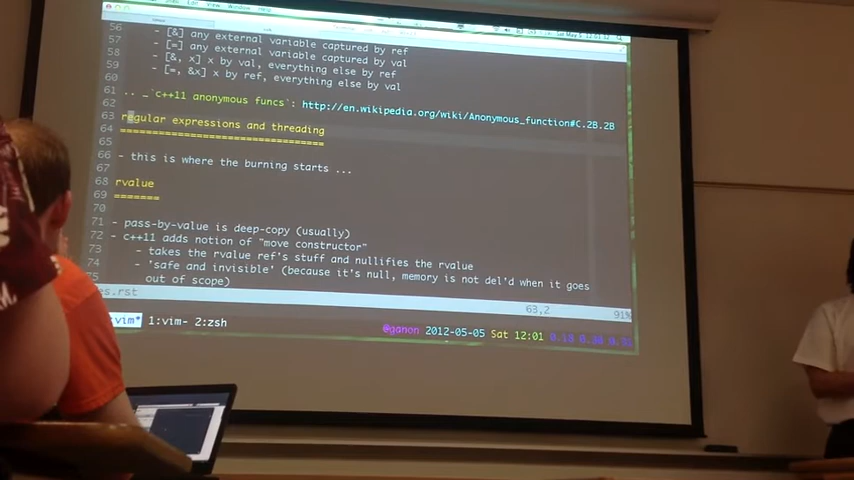 56 - [&] any external variable captured by ref
57 - [=] any external variable captured by val
58 - [&, x] x by val, everything else by ref
59 - [=, &x] x by ref, everything else by val
60
61 .. _`c++11 anonymous funcs`: http://en.wikipedia.org/wiki/Anonymous_function#C.2B.2B
62
63 regular expressions and threading
64 =================================
65
66 - this is where the burning starts ...
67
68 rvalue
69 ======
70
71 - pass-by-value is deep-copy (usually)
72 - c++11 adds notion of "move constructor"
73 - takes the rvalue ref's stuff and nullifies the rvalue
74 - 'safe and invisible' (because it's null, memory is not del'd when it goes
75 out of scope)
es.rst 63,2 91%
vim* 1:vim- 2:zsh @ganon 2012-05-05 Sat 12:01